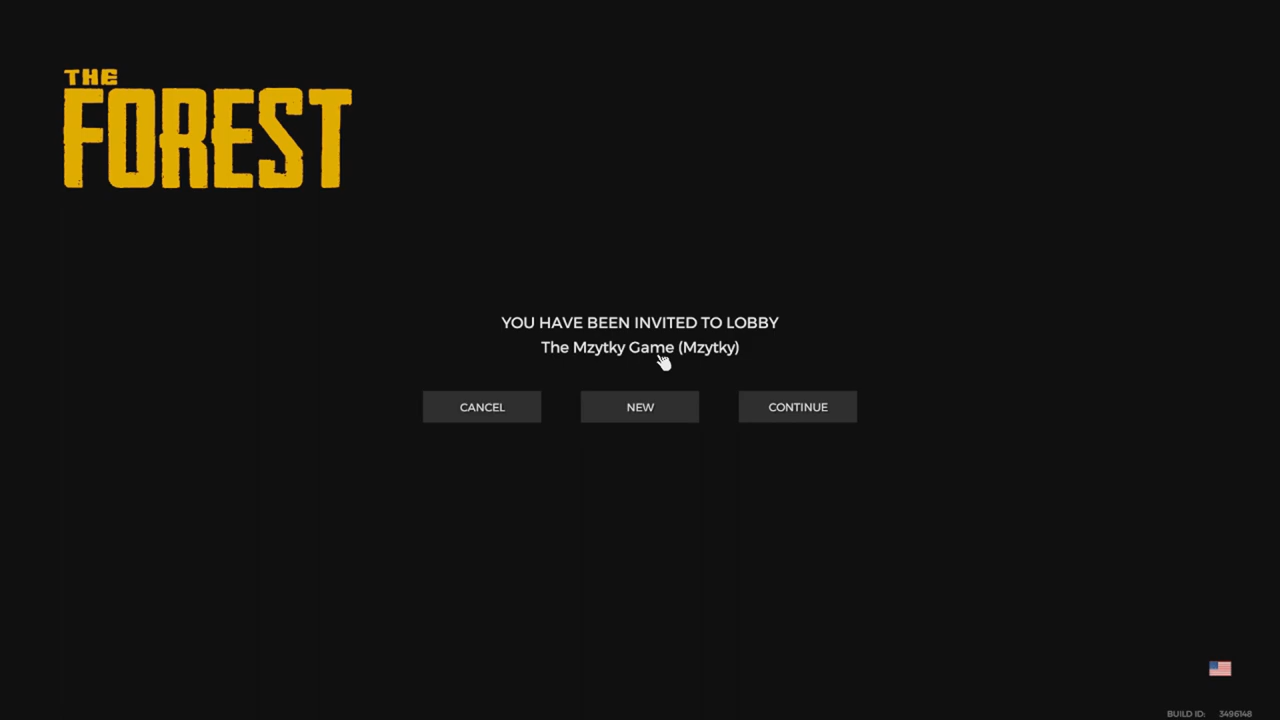 THE
FOREST
YOU HAVE BEEN INVITED TO LOBBY
The Mzytky Game (Mzytky)
CANCEL NEW CONTINUE
BUILD ID: 3496148